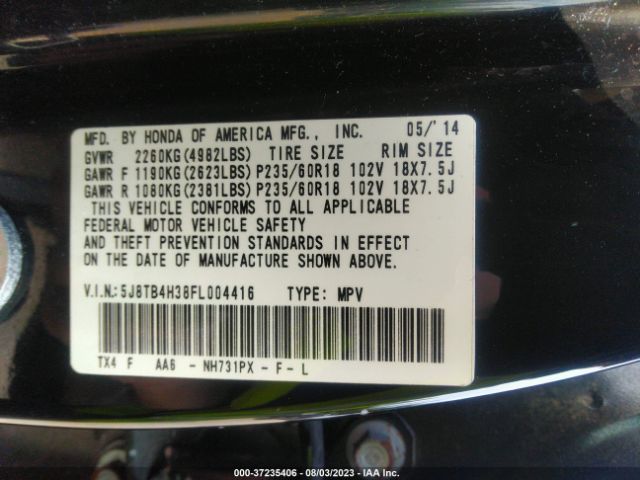 MFD. BY HONDA OF AMERICA MFG., INC. 05/'14
GVWR 2260KG(4982LBS) TIRE SIZE RIM SIZE
GAWR F 1190KG(2623LBS) P235/60R18 102V 18X7.5J
GAWR R 1080KG(2381LBS) P235/60R18 102V 18X7.5J
THIS VEHICLE CONFORMS TO ALL APPLICABLE
FEDERAL MOTOR VEHICLE SAFETY
AND THEFT PREVENTION STANDARDS IN EFFECT
ON THE DATE OF MANUFACTURE SHOWN ABOVE.
V.I.N.:5J8TB4H38FL004416 TYPE: MPV
TX4 F AA6 - NH731PX - F - L
000-37235406 - 08/03/2023 - IAA Inc.